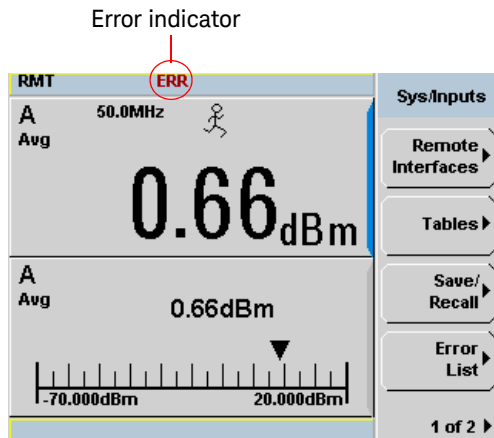 Error indicator
RMT ERR
A 50.0MHz
Avg
0.66dBm
A
Avg
0.66dBm
-70.000dBm 20.000dBm
Sys/Inputs
Remote
Interfaces
Tables
Save/
Recall
Error
List
1 of 2